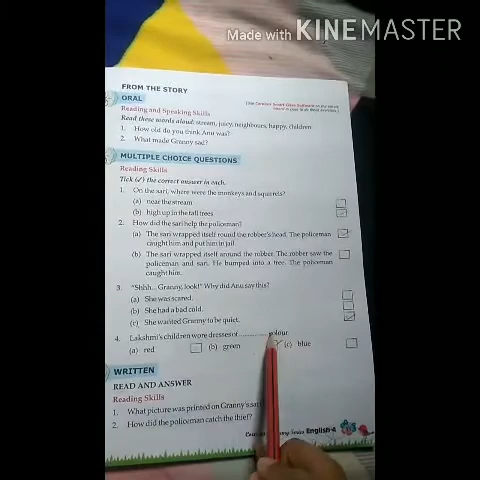 Made with KINEMASTER
FROM THE STORY
ORAL
Reading and Speaking Skills
Read these words aloud: stream, juicy, neighbours, happy, children
1. How old do you think Anu was?
2. What made Granny sad?
MULTIPLE CHOICE QUESTIONS
Reading Skills
Tick (✓) the correct answer in each.
1. On the sari, where were the monkeys and squirrels?
(a) near the stream
(b) high up in the tall trees
2. How did the sari help the policeman?
(a) The sari wrapped itself round the robber's head. The policeman
caught him and put him in jail.
(b) The sari wrapped itself around the robber. The robber saw the
policeman and sari. He bumped into a tree. The policeman
caught him.
3. "Shhh... Granny, look!" Why did Anu say this?
(a) She was scared.
(b) She had a bad cold.
(c) She wanted Granny to be quiet.
4. Lakshmi's children wore dresses of .............. colour.
(a) red (b) green (c) blue
WRITTEN
READ AND ANSWER
Reading Skills
1. What picture was printed on Granny's
2. How did the policeman catch the thief?
Series English-4